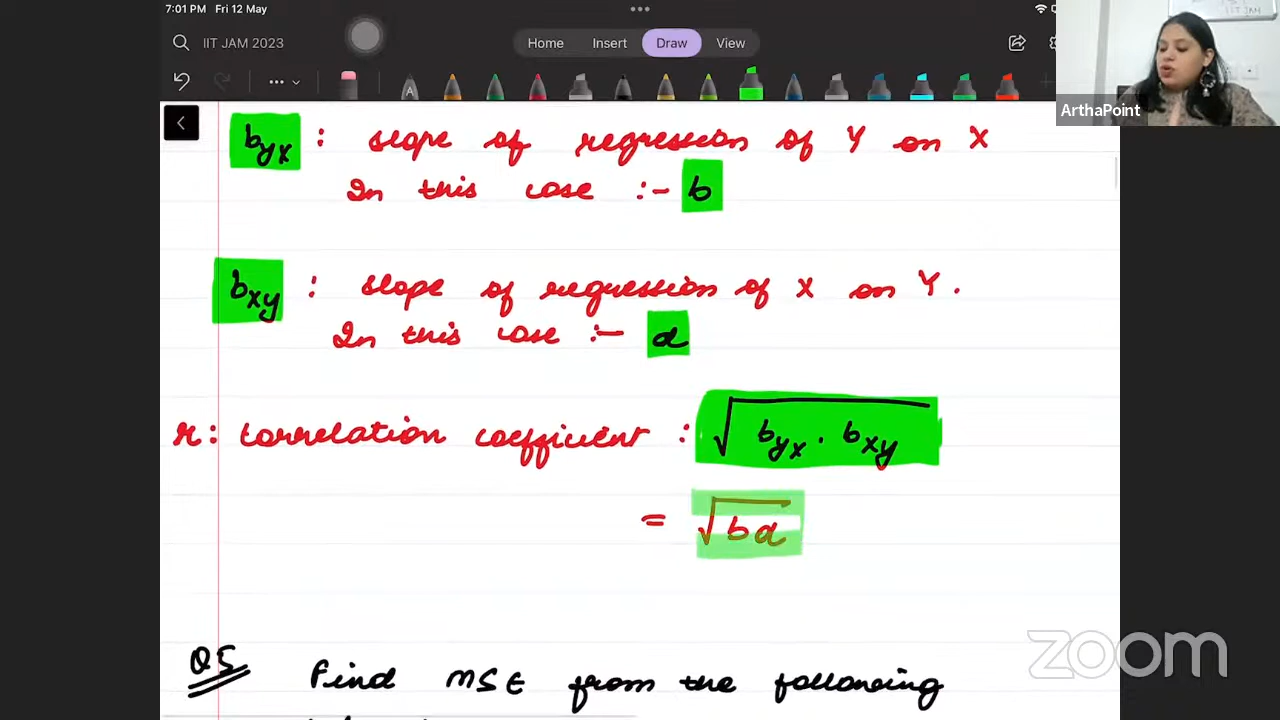 7:01 PM Fri 12 May
IIT JAM 2023
Home Insert Draw View
A
ArthaPoint
byx : slope of regression of Y on X
In this case :- b
bxy : slope of regression of X on Y.
In this case :- d
r : correlation coefficient : √byx . bxy
= √bd
Q5 Find MSE from the following
zoom